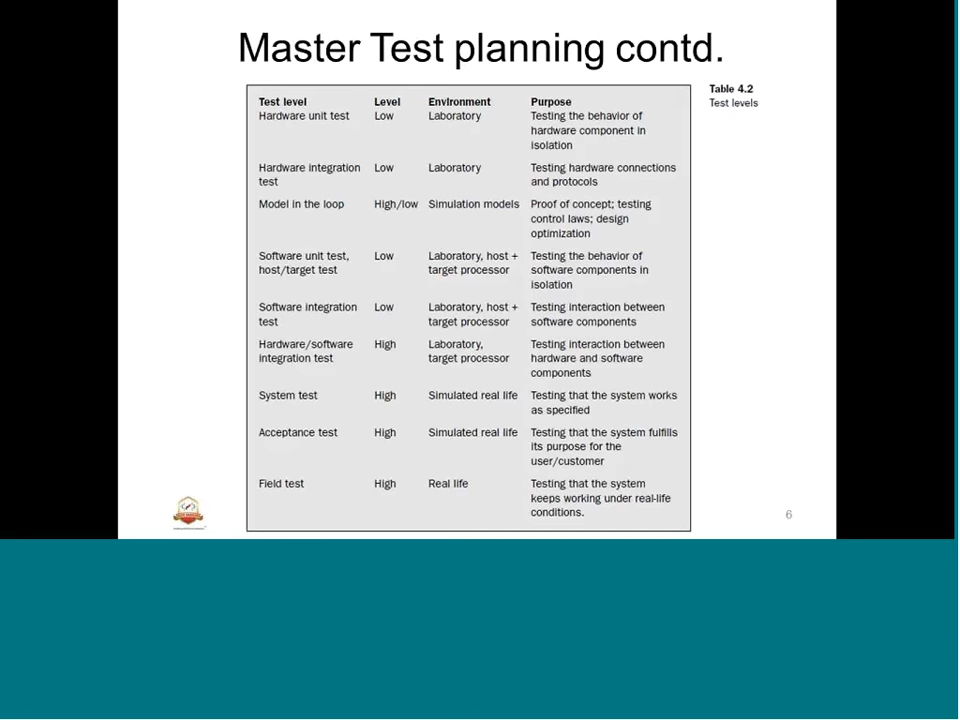 Master Test planning contd.
Table 4.2
Test levels
Test level Level Environment Purpose
Hardware unit test Low Laboratory Testing the behavior of
hardware component in
isolation
Hardware integration Low Laboratory Testing hardware connections
test and protocols
Model in the loop High/low Simulation models Proof of concept; testing
control laws; design
optimization
Software unit test, Low Laboratory, host + Testing the behavior of
host/target test target processor software components in
isolation
Software integration Low Laboratory, host + Testing interaction between
test target processor software components
Hardware/software High Laboratory, Testing interaction between
integration test target processor hardware and software
components
System test High Simulated real life Testing that the system works
as specified
Acceptance test High Simulated real life Testing that the system fulfills
its purpose for the
user/customer
Field test High Real life Testing that the system
keeps working under real-life
conditions.
6